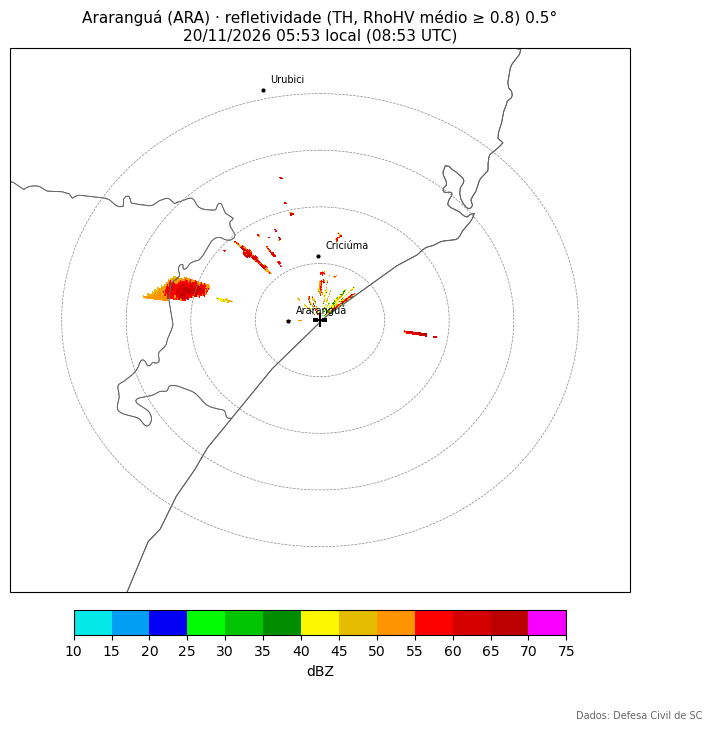 Araranguá (ARA) · refletividade (TH, RhoHV médio ≥ 0.8) 0.5°
20/11/2026 05:53 local (08:53 UTC)
Urubici
Criciúma
Araranguá
10 15 20 25 30 35 40 45 50 55 60 65 70 75
dBZ
Dados: Defesa Civil de SC